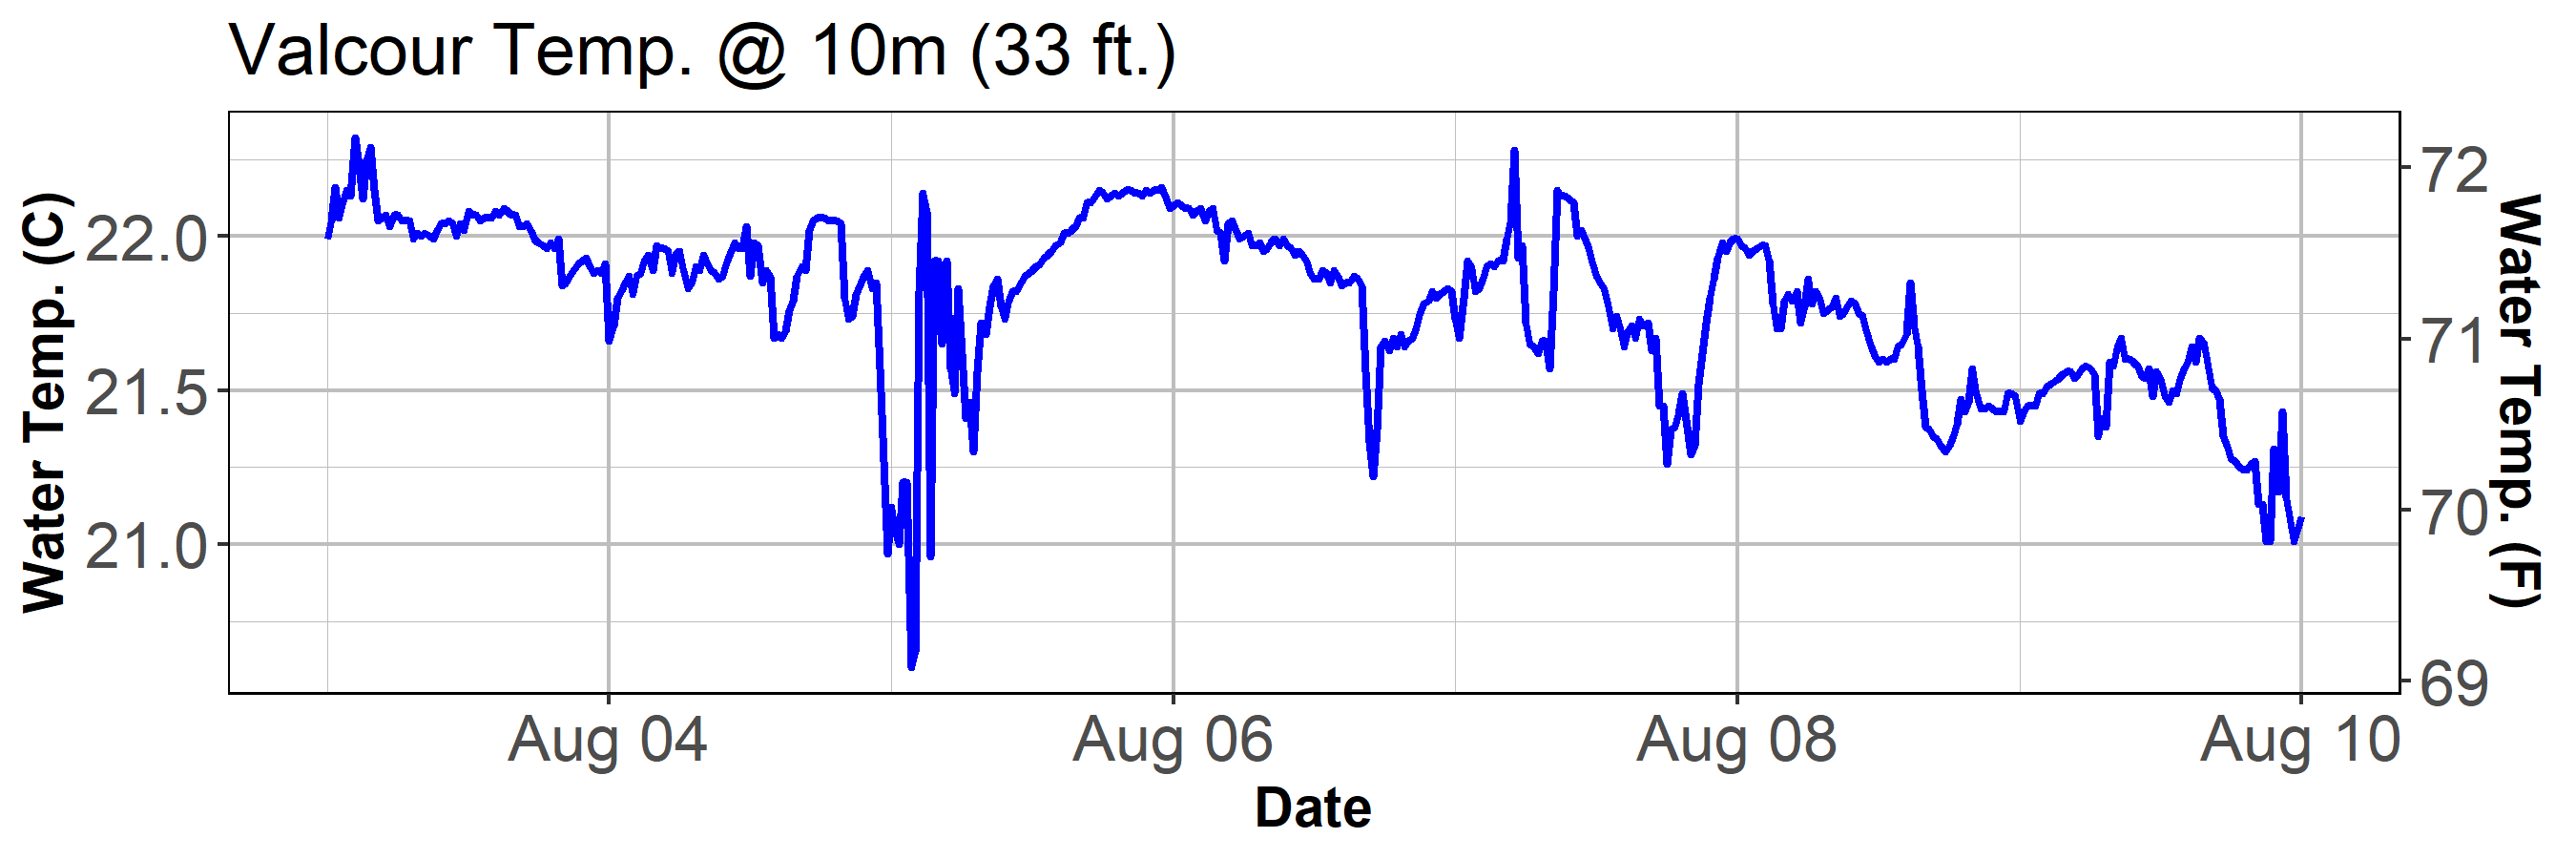 Valcour Temp. @ 10m (33 ft.)
Water Temp. (C)
22.0
21.5
21.0
72
71
70
69
Water Temp. (F)
Aug 04
Aug 06
Aug 08
Aug 10
Date